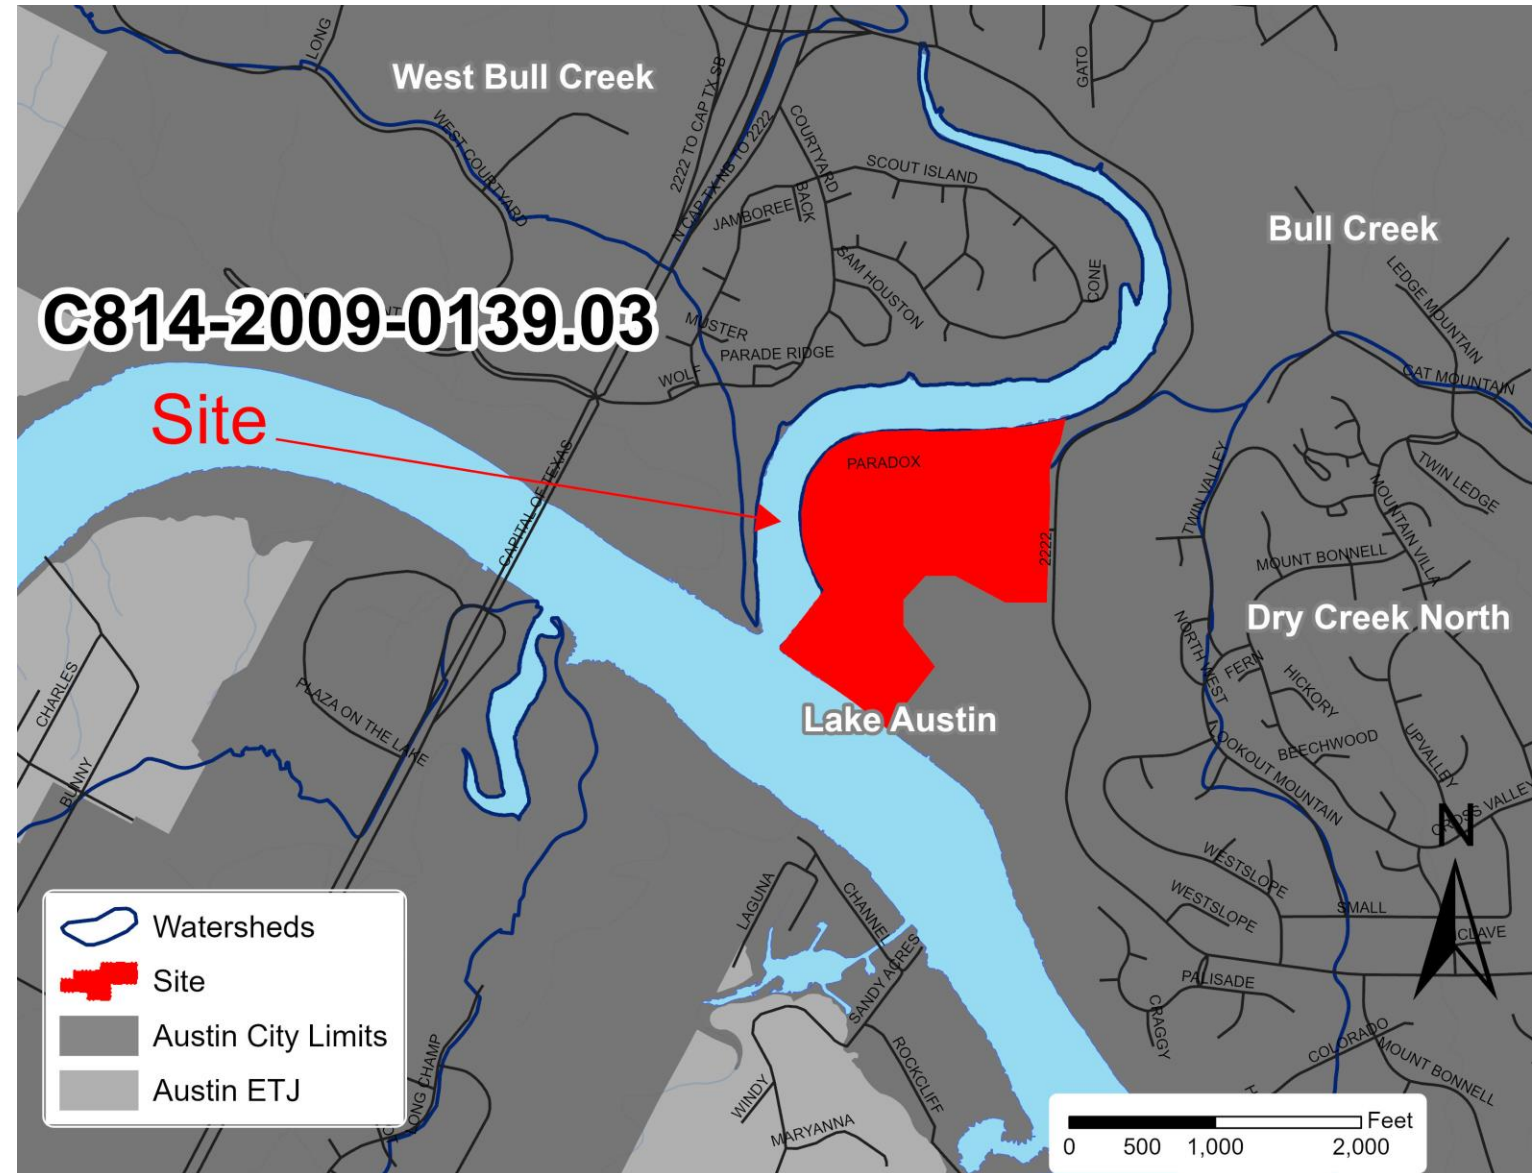 LONG
West Bull Creek
GATO
2222 TO CAP TX SB
WEST COURTYARD
N CAP TX NB TO 2222
COURTYARD
SCOUT ISLAND
BACK
JAMBOREE
Bull Creek
SAM HOUSTON
CONE
LEDGE MOUNTAIN
C814-2009-0139.03
MUSTER
PARADE RIDGE
WOLF
CAT MOUNTAIN
Site
PARADOX
TWIN VALLEY
TWIN LEDGE
CAPITAL OF TEXAS
MOUNTAIN VILLA
2222
MOUNT BONNELL
Dry Creek North
NORTH WEST
FERN
HICKORY
CHARLES
PLAZA ON THE LAKE
Lake Austin
LOOKOUT MOUNTAIN
BEECHWOOD
UPVALLEY
BUNNY
CROSS VALLEY
N
WESTSLOPE
WESTSLOPE
LAGUNA
CHANNEL
SMALL
CLAVE
Watersheds
SANDY ACRES
PALISADE
Site
CRAGGY
Austin City Limits
COLORADO
MOUNT BONNELL
LONG CHAMP
ROCKCLIFF
Austin ETJ
WINDY
MARYANNA
Feet
0 500 1,000 2,000